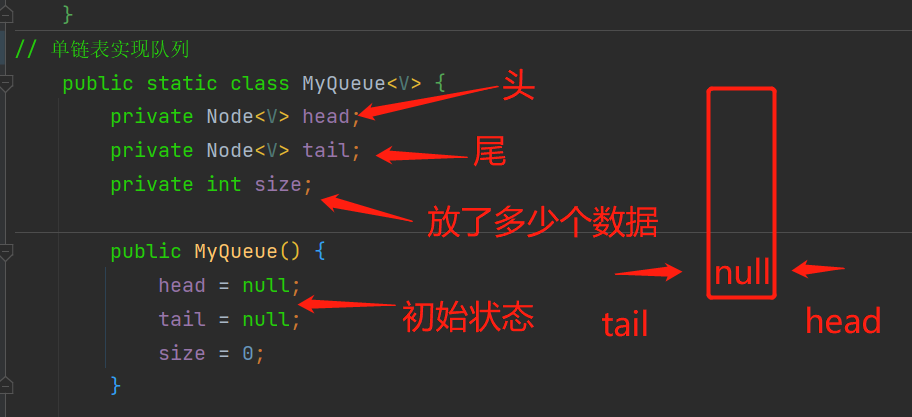 }
// 单链表实现队列
public static class MyQueue<V> {
头
private Node<V> head;
private Node<V> tail;
尾
private int size;
放了多少个数据
public MyQueue() {
null
head = null;
tail = null;
初始状态
tail
head
size = 0;
}